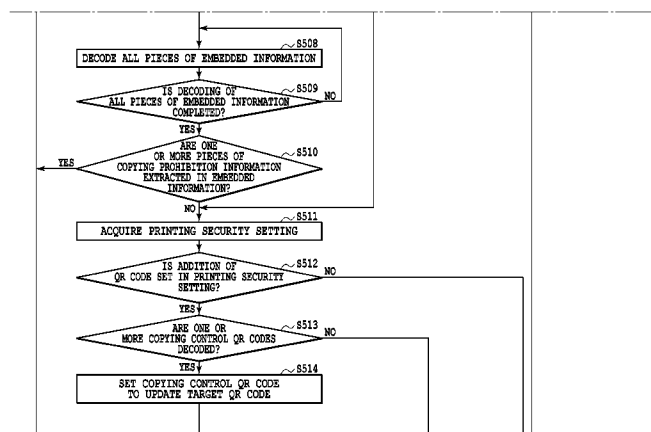 S508
DECODE ALL PIECES OF EMBEDDED INFORMATION
S509
IS DECODING OF
ALL PIECES OF EMBEDDED INFORMATION
COMPLETED?
NO
YES
S510
ARE ONE
OR MORE PIECES OF
COPYING PROHIBITION INFORMATION
EXTRACTED IN EMBEDDED
INFORMATION?
YES
NO
S511
ACQUIRE PRINTING SECURITY SETTING
S512
IS ADDITION OF
QR CODE SET IN PRINTING SECURITY
SETTING?
NO
YES
S513
ARE ONE OR
MORE COPYING CONTROL QR CODES
DECODED?
NO
YES
S514
SET COPYING CONTROL QR CODE
TO UPDATE TARGET QR CODE